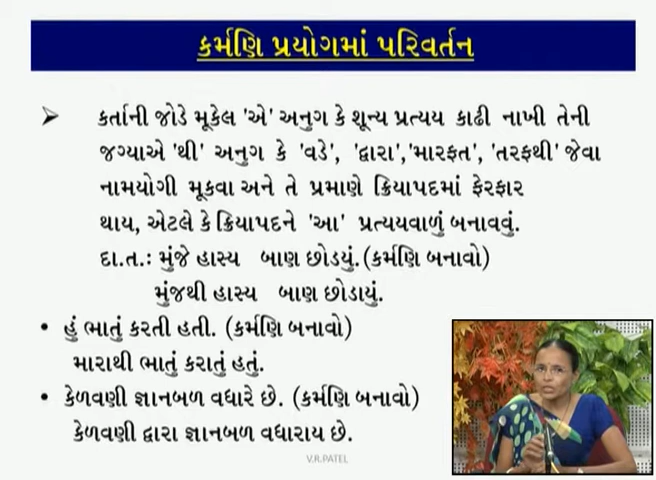 કર્મણિ પ્રયોગમાં પરિવર્તન
કર્તાની જોડે મૂકેલ 'એ' અનુગ કે શૂન્ય પ્રત્યય કાઢી નાખી તેની
જગ્યાએ 'થી' અનુગ કે 'વડે', 'દ્વારા','મારફત', 'તરફથી' જેવા
નામયોગી મૂકવા અને તે પ્રમાણે ક્રિયાપદમાં ફેરફાર
થાય, એટલે કે ક્રિયાપદને 'આ' પ્રત્યયવાળું બનાવવું.
દા.ત.: મુંજે હાસ્ય બાણ છોડયું.(કર્મણિ બનાવો)
મુંજથી હાસ્ય બાણ છોડાયું.
• હું ભાતું કરતી હતી. (કર્મણિ બનાવો)
મારાથી ભાતું કરાતું હતું.
• કેળવણી જ્ઞાનબળ વધારે છે. (કર્મણિ બનાવો)
કેળવણી દ્વારા જ્ઞાનબળ વધારાય છે.
V.R.PATEL